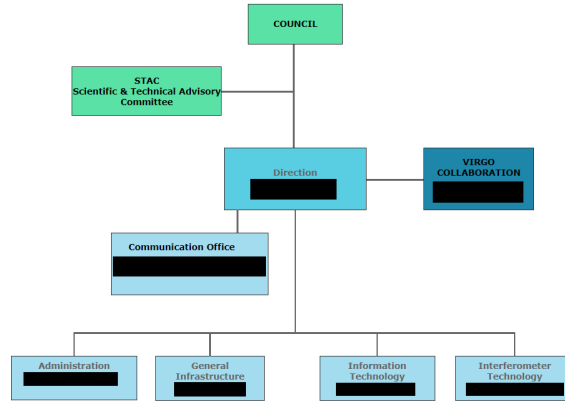 COUNCIL
STAC
Scientific & Technical Advisory
Committee
Direction
VIRGO
COLLABORATION
Communication Office
Administration
General
Infrastructure
Information
Technology
Interferometer
Technology